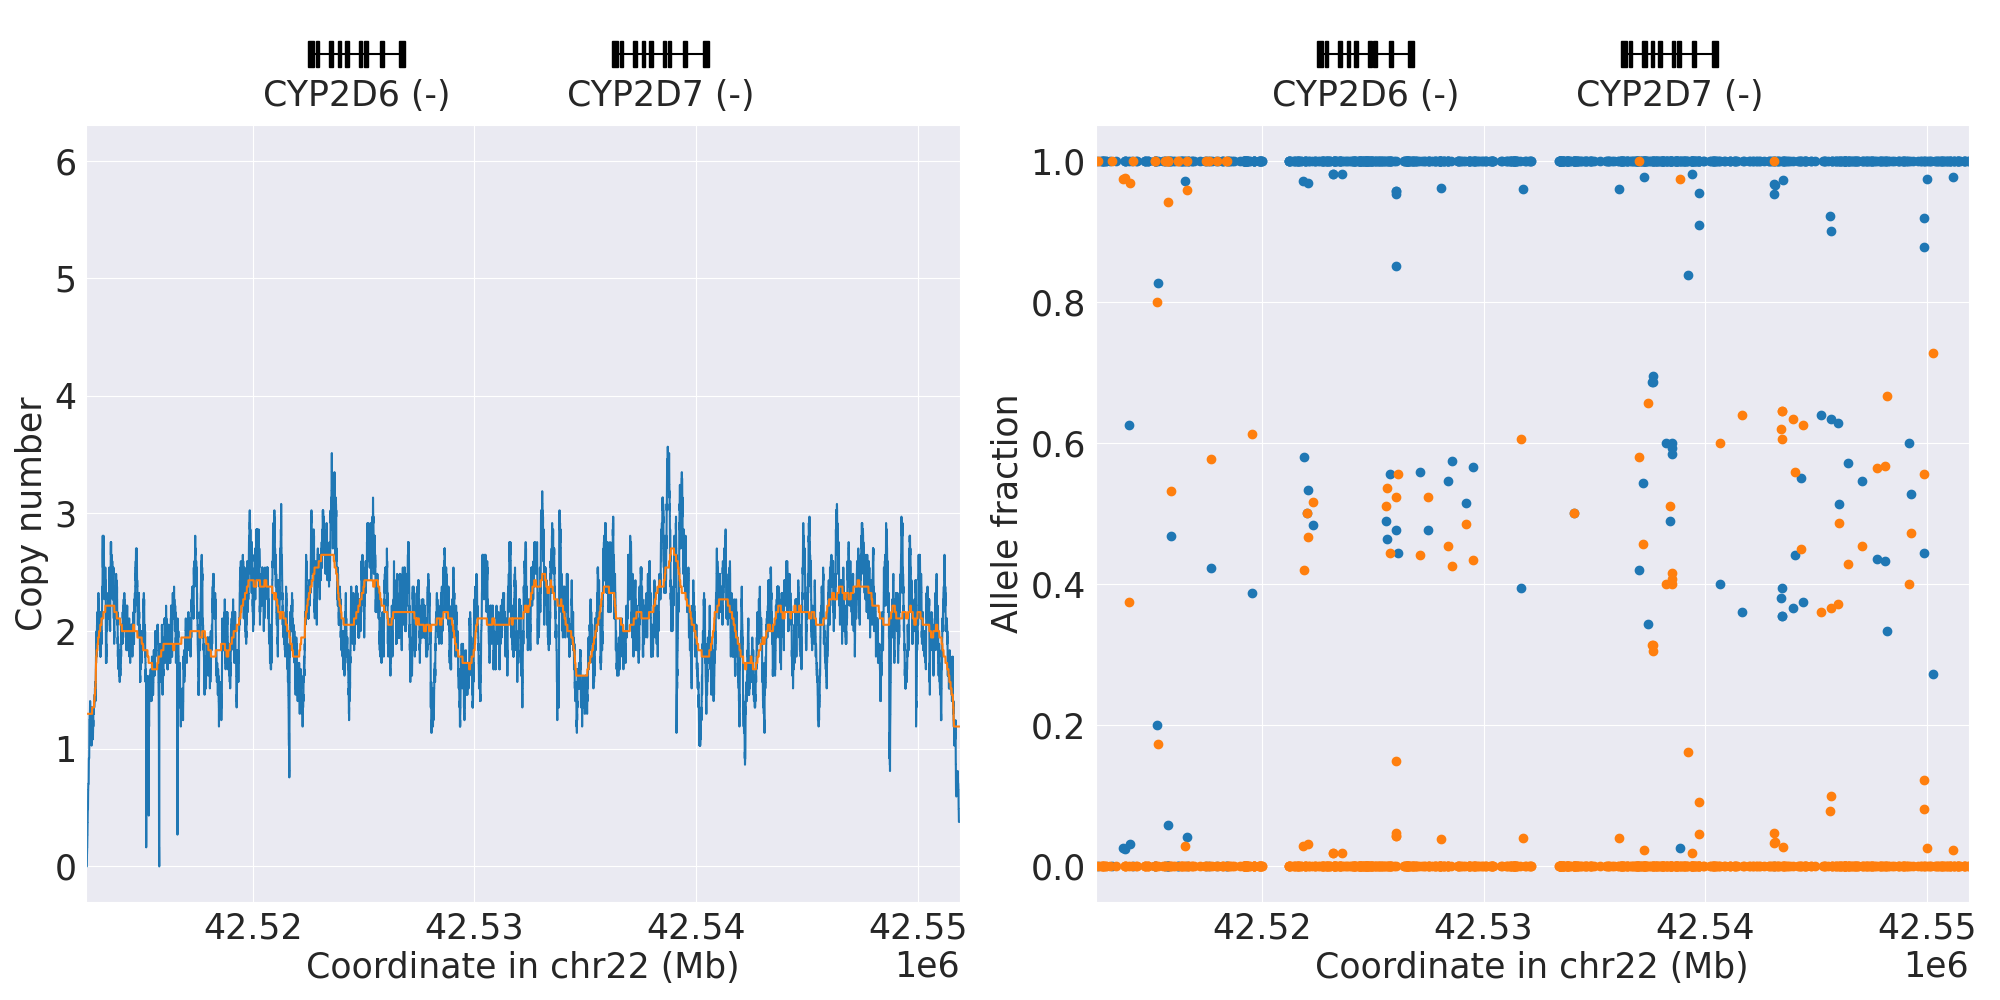 CYP2D6 (-) CYP2D7 (-)
6
5
4
3
2
1
0
Copy number
42.52 42.53 42.54 42.55
Coordinate in chr22 (Mb)
1e6
CYP2D6 (-) CYP2D7 (-)
1.0
0.8
0.6
0.4
0.2
0.0
Allele fraction
42.52 42.53 42.54 42.55
Coordinate in chr22 (Mb)
1e6